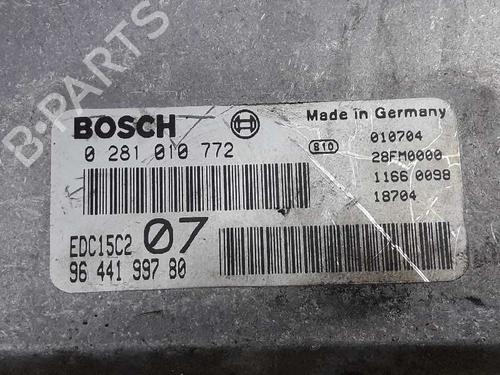 B-PARTS
BOSCH
Made in Germany
0 281 010 772
810
010704
28FM0000
1166 0098
18704
EDC15C2 07
96 441 997 80